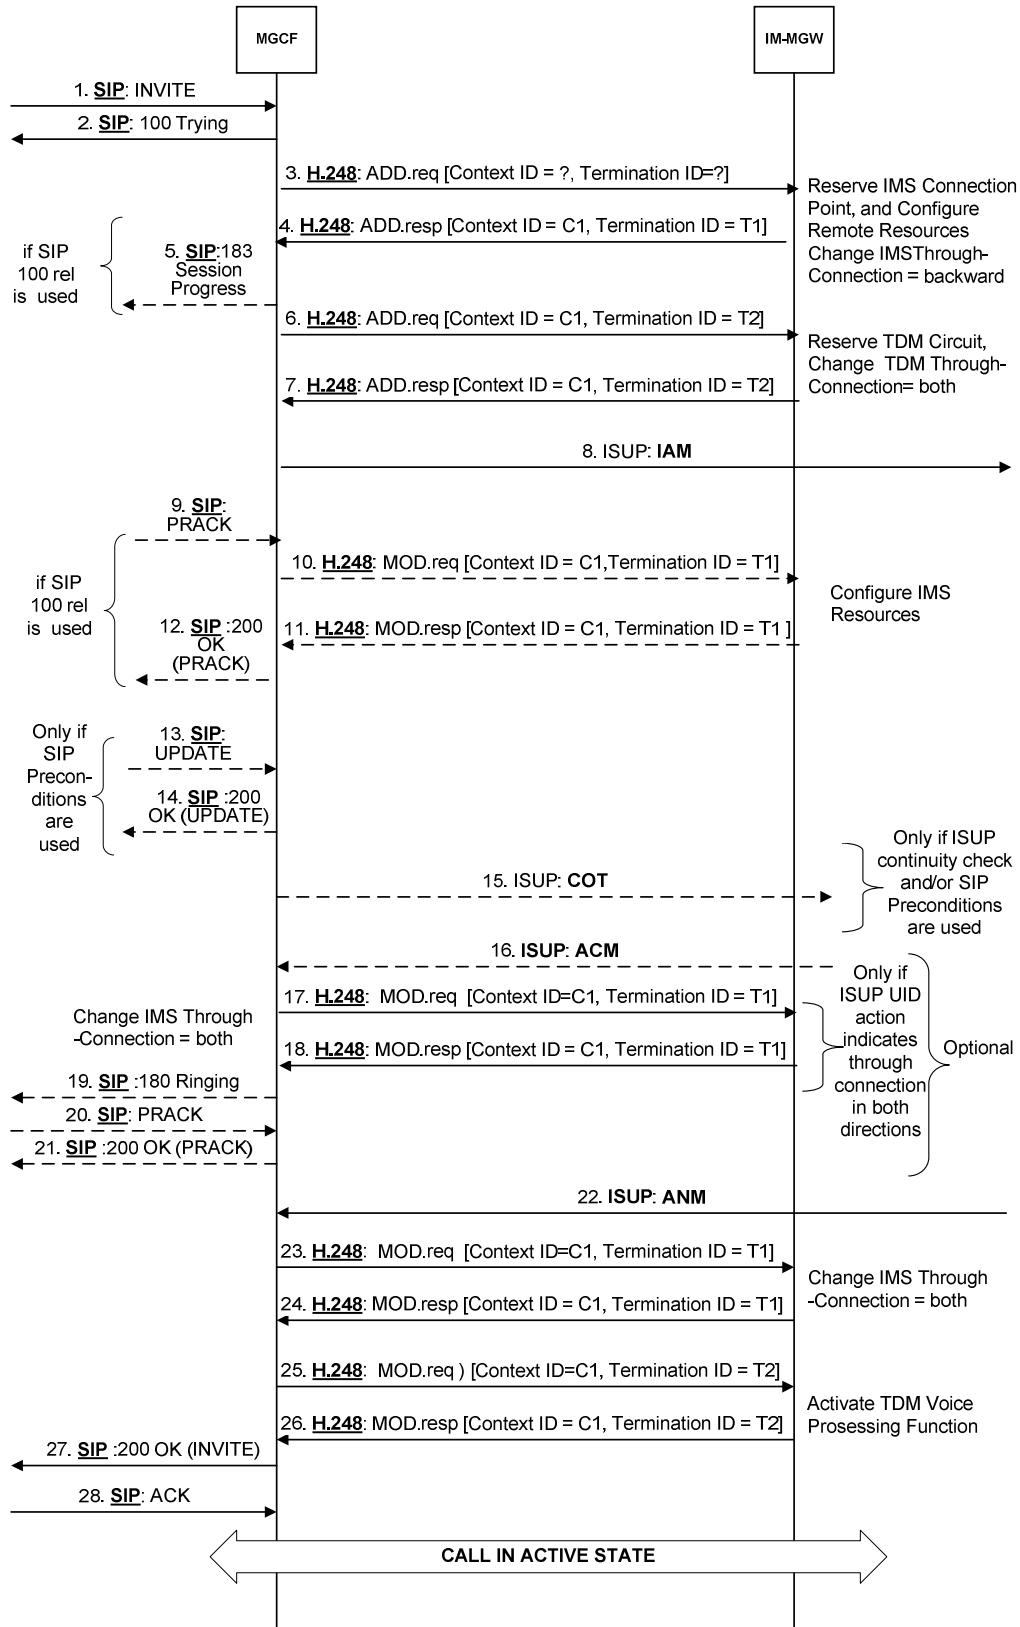 MGCF
IM-MGW
1. SIP: INVITE
2. SIP: 100 Trying
3. H.248: ADD.req [Context ID = ?, Termination ID=?]
Reserve IMS Connection
Point, and Configure
Remote Resources
Change IMSThrough-
Connection = backward
4. H.248: ADD.resp [Context ID = C1, Termination ID = T1]
if SIP
100 rel
is used
5. SIP:183
Session
Progress
6. H.248: ADD.req [Context ID = C1, Termination ID = T2]
Reserve TDM Circuit,
Change TDM Through-
Connection= both
7. H.248: ADD.resp [Context ID = C1, Termination ID = T2]
8. ISUP: IAM
9. SIP:
PRACK
10. H.248: MOD.req [Context ID = C1,Termination ID = T1]
if SIP
100 rel
is used
Configure IMS
Resources
11. H.248: MOD.resp [Context ID = C1, Termination ID = T1 ]
12. SIP :200
OK
(PRACK)
Only if
SIP
Precon-
ditions
are
used
13. SIP:
UPDATE
14. SIP :200
OK (UPDATE)
15. ISUP: COT
Only if ISUP
continuity check
and/or SIP
Preconditions
are used
16. ISUP: ACM
17. H.248: MOD.req [Context ID=C1, Termination ID = T1]
Change IMS Through
-Connection = both
Only if
ISUP UID
action
indicates
through
connection
in both
directions
Optional
18. H.248: MOD.resp [Context ID = C1, Termination ID = T1]
19. SIP :180 Ringing
20. SIP: PRACK
21. SIP :200 OK (PRACK)
22. ISUP: ANM
23. H.248: MOD.req [Context ID=C1, Termination ID = T1]
Change IMS Through
-Connection = both
24. H.248: MOD.resp [Context ID = C1, Termination ID = T1]
25. H.248: MOD.req ) [Context ID=C1, Termination ID = T2]
Activate TDM Voice
Prosessing Function
26. H.248: MOD.resp [Context ID = C1, Termination ID = T2]
27. SIP :200 OK (INVITE)
28. SIP: ACK
CALL IN ACTIVE STATE